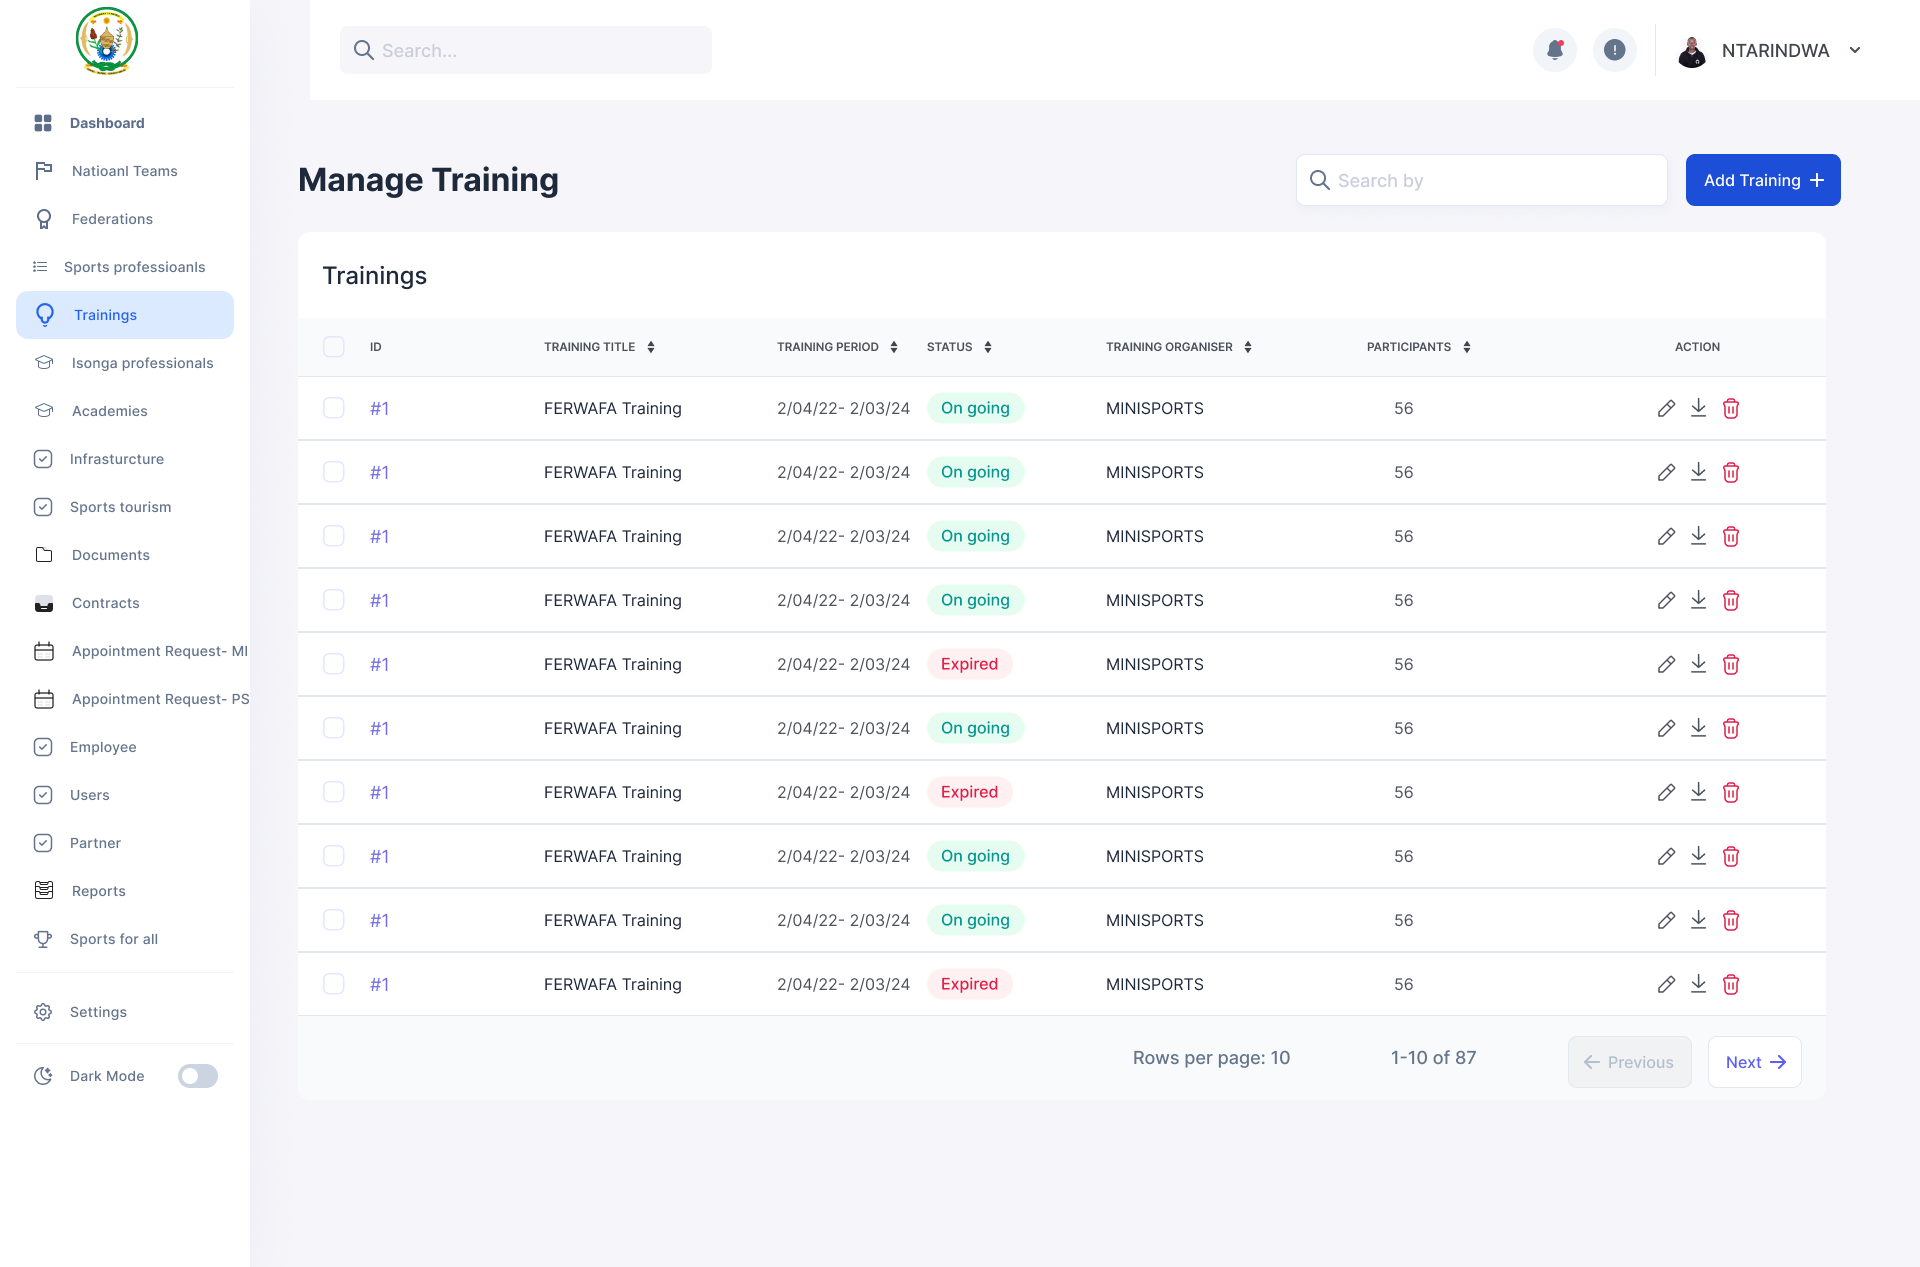 Search...
!
NTARINDWA
Dashboard
Natioanl Teams
Federations
Sports professioanls
Trainings
Isonga professionals
Academies
Infrasturcture
Sports tourism
Documents
Contracts
Appointment Request- MI
Appointment Request- PS
Employee
Users
Partner
Reports
Sports for all
Settings
Dark Mode
Manage Training
Search by
Add Training
Trainings
ID TRAINING TITLE TRAINING PERIOD STATUS TRAINING ORGANISER PARTICIPANTS ACTION
#1 FERWAFA Training 2/04/22- 2/03/24 On going MINISPORTS 56
#1 FERWAFA Training 2/04/22- 2/03/24 On going MINISPORTS 56
#1 FERWAFA Training 2/04/22- 2/03/24 On going MINISPORTS 56
#1 FERWAFA Training 2/04/22- 2/03/24 On going MINISPORTS 56
#1 FERWAFA Training 2/04/22- 2/03/24 Expired MINISPORTS 56
#1 FERWAFA Training 2/04/22- 2/03/24 On going MINISPORTS 56
#1 FERWAFA Training 2/04/22- 2/03/24 Expired MINISPORTS 56
#1 FERWAFA Training 2/04/22- 2/03/24 On going MINISPORTS 56
#1 FERWAFA Training 2/04/22- 2/03/24 On going MINISPORTS 56
#1 FERWAFA Training 2/04/22- 2/03/24 Expired MINISPORTS 56
Rows per page: 10 1-10 of 87 Previous Next